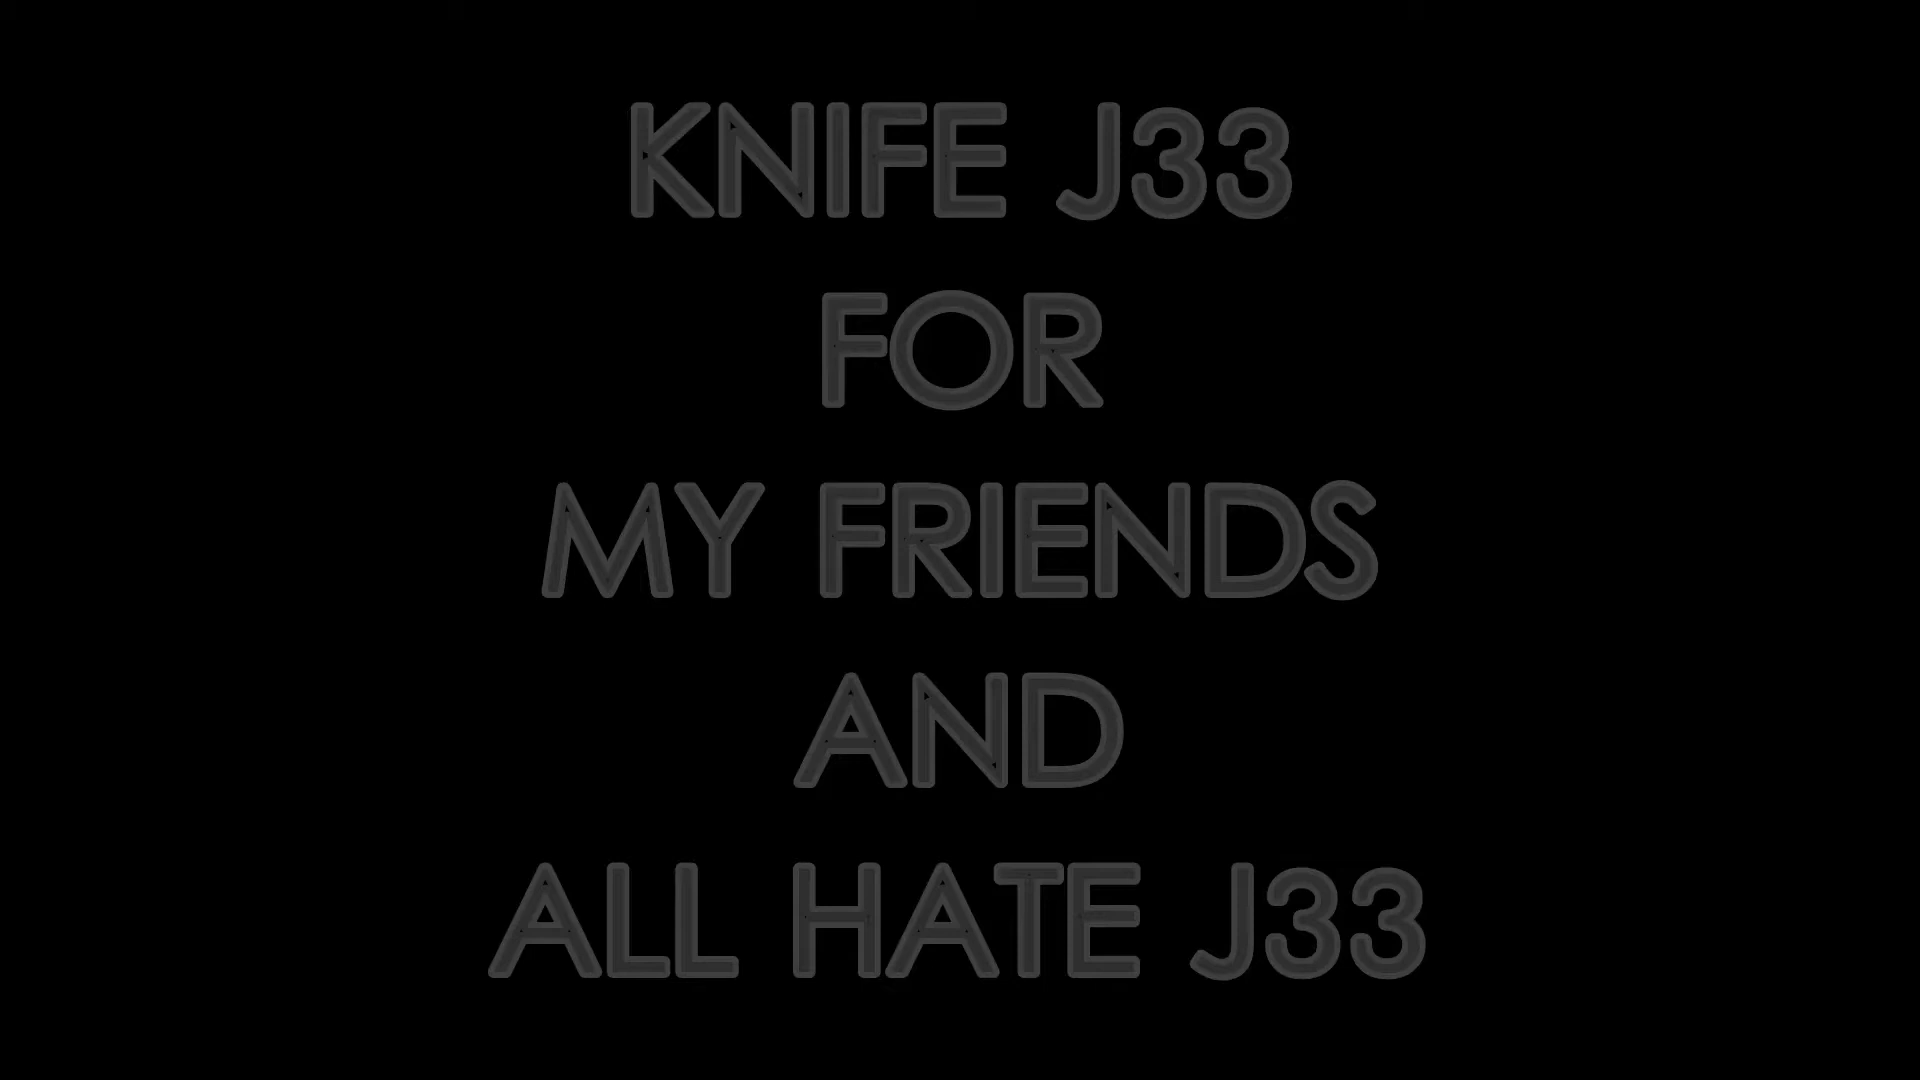 KNIFE J33
FOR
MY FRIENDS
AND
ALL HATE J33